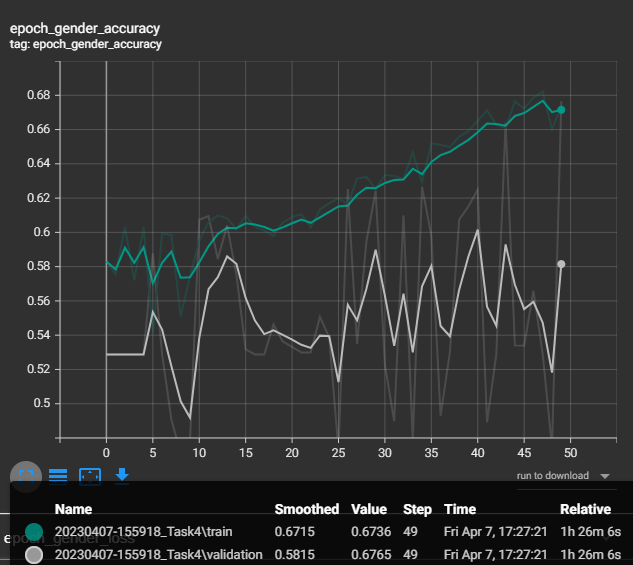 epoch_gender_accuracy
tag: epoch_gender_accuracy
0.68
0.66
0.64
0.62
0.6
0.58
0.56
0.54
0.52
0.5
0 5 10 15 20 25 30 35 40 45 50
run to download
Name Smoothed Value Step Time Relative
20230407-155918_Task4\train 0.6715 0.6736 49 Fri Apr 7, 17:27:21 1h 26m 6s
epoch_gender_loss
20230407-155918_Task4\validation 0.5815 0.6765 49 Fri Apr 7, 17:27:21 1h 26m 6s